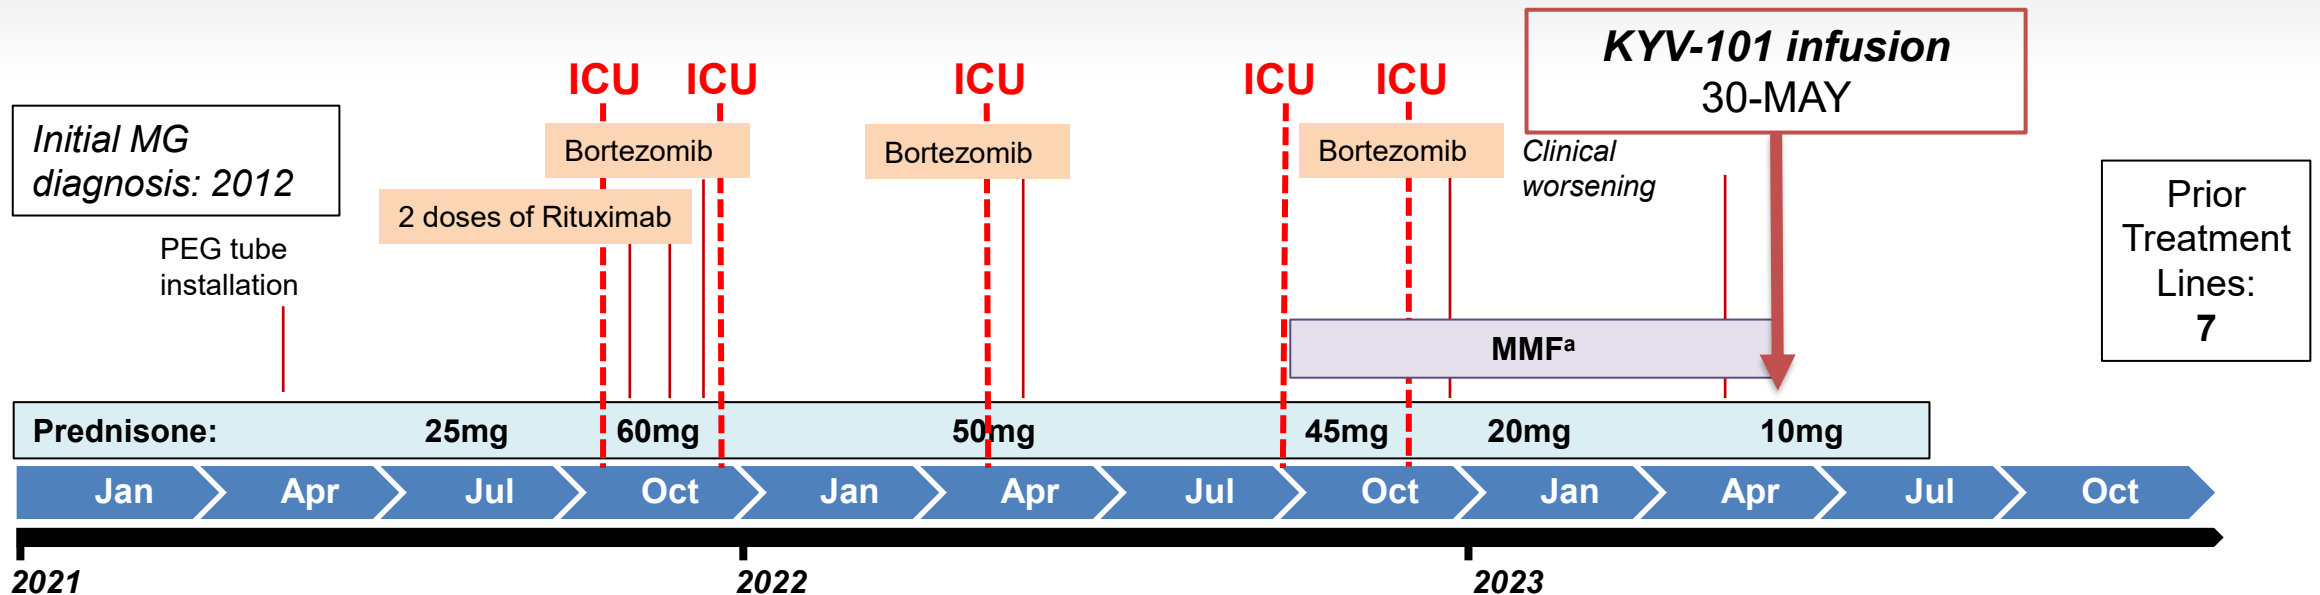 KYV-101 infusion
30-MAY
ICU
ICU
ICU
ICU
ICU
Initial MG
diagnosis: 2012
Bortezomib
Bortezomib
Bortezomib
Clinical
worsening
2 doses of Rituximab
PEG tube
installation
Prior
Treatment
Lines:
7
MMFᵃ
Prednisone: 25mg 60mg 50mg 45mg 20mg 10mg
Jan Apr Jul Oct Jan Apr Jul Oct Jan Apr Jul Oct
2021 2022 2023